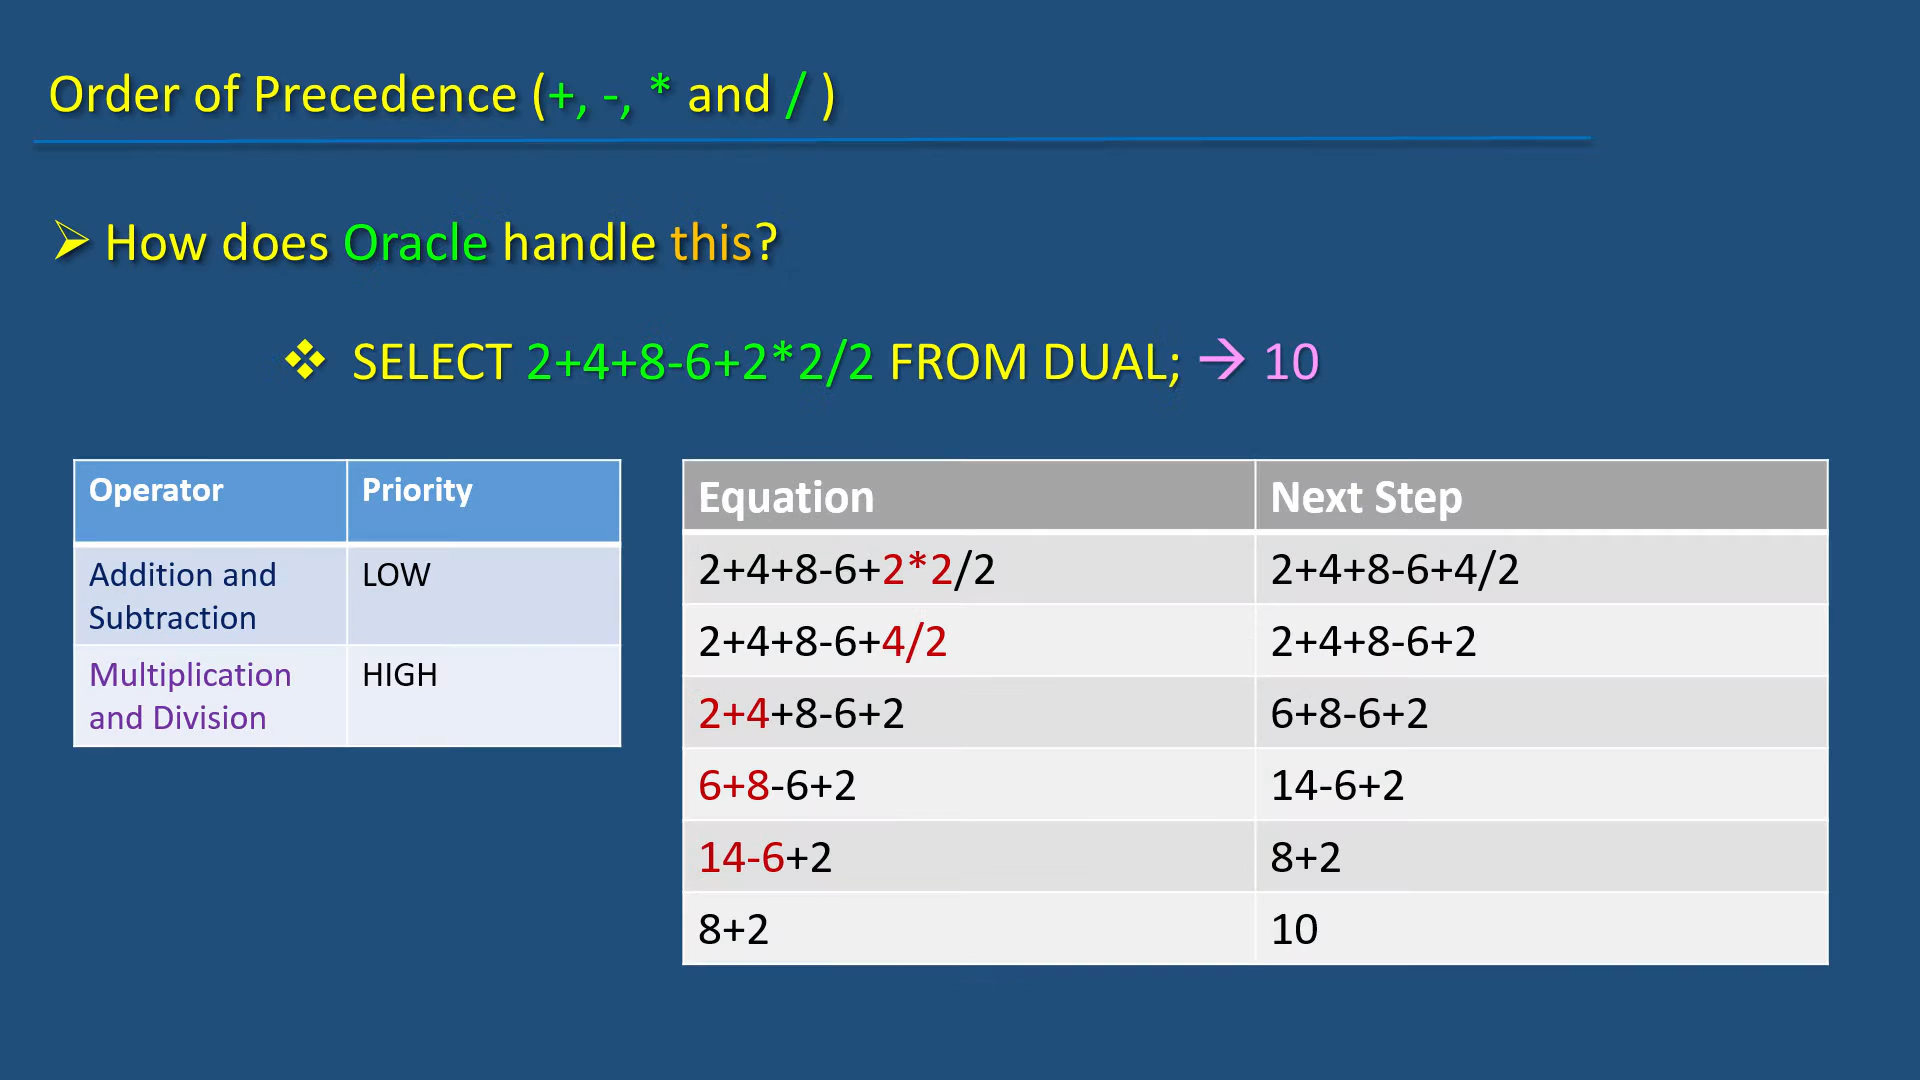 Order of Precedence (+, -, * and / )
How does Oracle handle this?
SELECT 2+4+8-6+2*2/2 FROM DUAL; → 10
Operator Priority
Addition and Subtraction LOW
Multiplication and Division HIGH
Equation Next Step
2+4+8-6+2*2/2 2+4+8-6+4/2
2+4+8-6+4/2 2+4+8-6+2
2+4+8-6+2 6+8-6+2
6+8-6+2 14-6+2
14-6+2 8+2
8+2 10